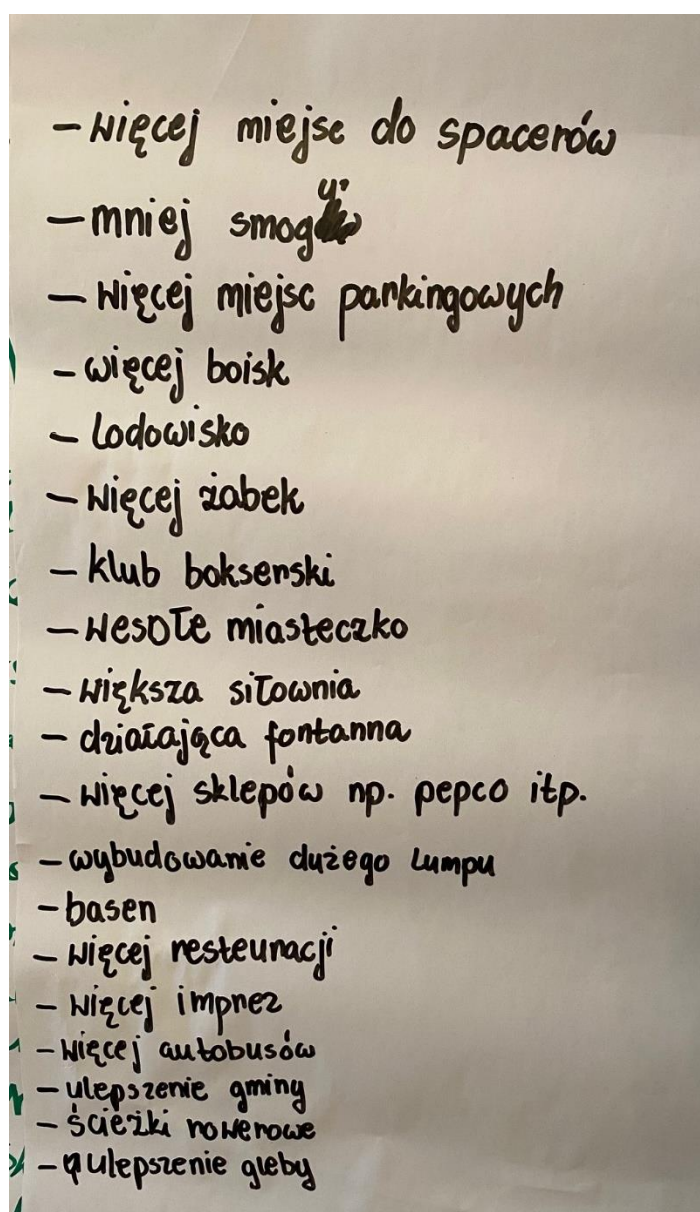 - więcej miejsc do spacerów
- mniej smogu
- więcej miejsc parkingowych
- więcej boisk
- lodowisko
- więcej żabek
- klub bokserski
- wesołe miasteczko
- większa siłownia
- działająca fontanna
- więcej sklepów np. pepco itp.
- wybudowanie dużego lumpu
- basen
- więcej resteuracji
- więcej imprez
- więcej autobusów
- ulepszenie gminy
- ścieżki rowerowe
- ulepszenie gleby